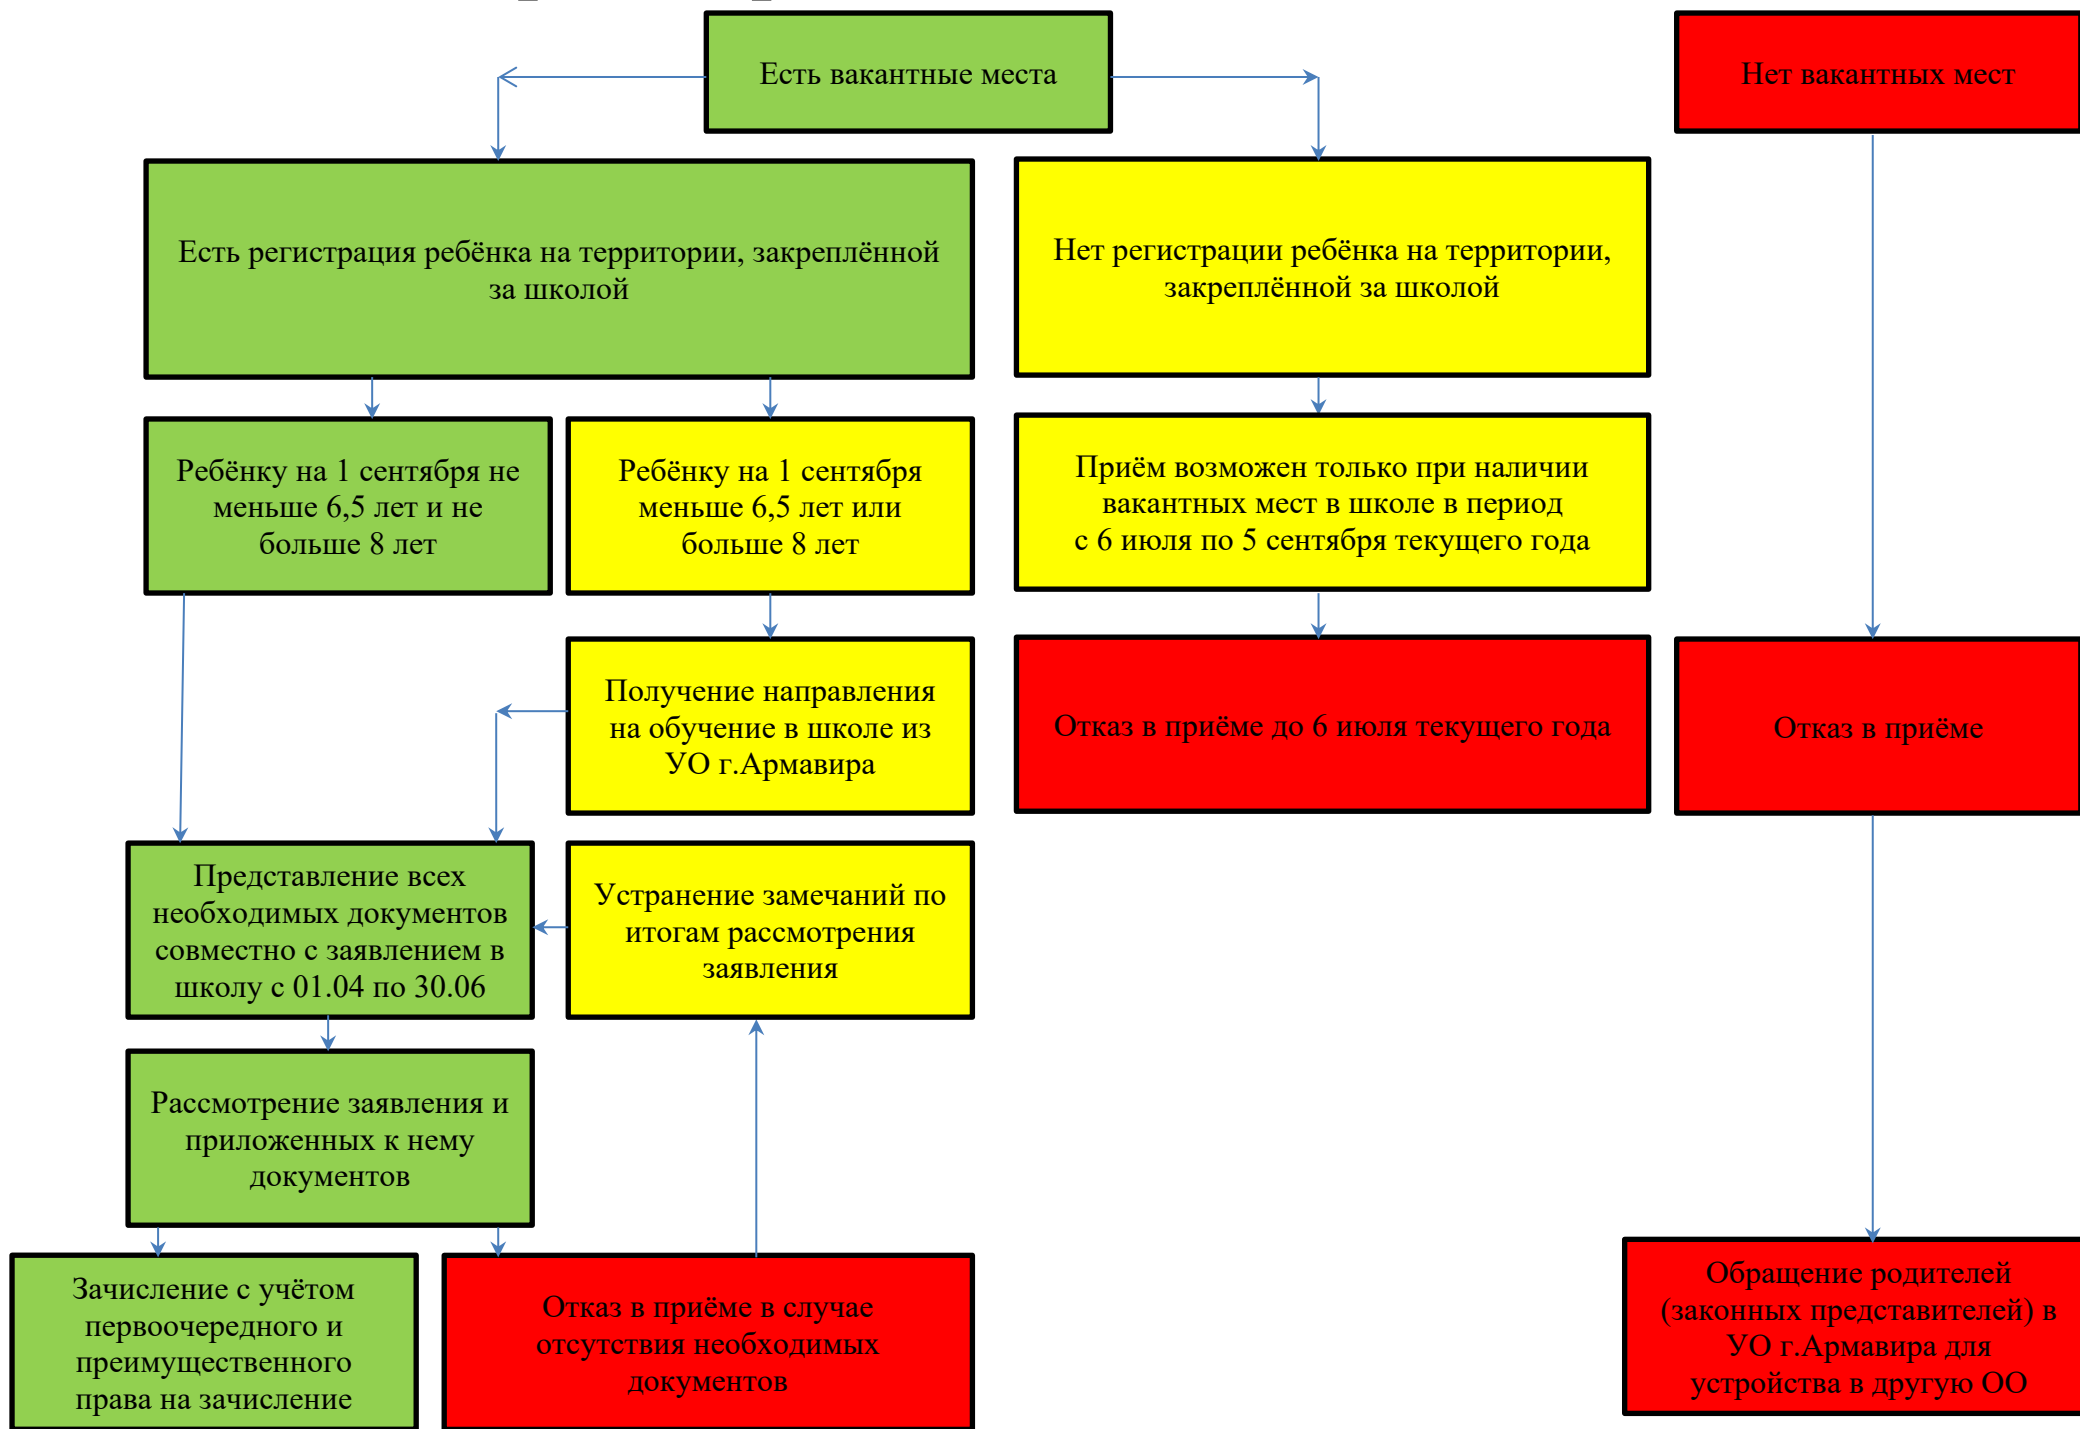 Есть вакантные места
Нет вакантных мест
Есть регистрация ребёнка на территории, закреплённой
за школой
Нет регистрации ребёнка на территории,
закреплённой за школой
Ребёнку на 1 сентября не
меньше 6,5 лет и не
больше 8 лет
Ребёнку на 1 сентября
меньше 6,5 лет или
больше 8 лет
Приём возможен только при наличии
вакантных мест в школе в период
с 6 июля по 5 сентября текущего года
Получение направления
на обучение в школе из
УО г.Армавира
Отказ в приёме до 6 июля текущего года
Отказ в приёме
Представление всех
необходимых документов
совместно с заявлением в
школу с 01.04 по 30.06
Устранение замечаний по
итогам рассмотрения
заявления
Рассмотрение заявления и
приложенных к нему
документов
Зачисление с учётом
первоочередного и
преимущественного
права на зачисление
Отказ в приёме в случае
отсутствия необходимых
документов
Обращение родителей
(законных представителей) в
УО г.Армавира для
устройства в другую ОО